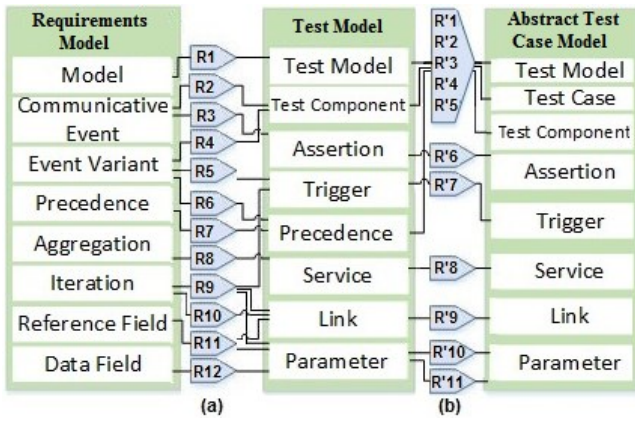 Requirements
Model
Model
Communicative
Event
Event Variant
Precedence
Aggregation
Iteration
Reference Field
Data Field
R1
R2
R3
R4
R5
R6
R7
R8
R9
R10
R11
R12
(a)
Test Model
Test Model
Test Component
Assertion
Trigger
Precedence
Service
Link
Parameter
R'1
R'2
R'3
R'4
R'5
R'6
R'7
R'8
R'9
R'10
R'11
(b)
Abstract Test
Case Model
Test Model
Test Case
Test Component
Assertion
Trigger
Service
Link
Parameter